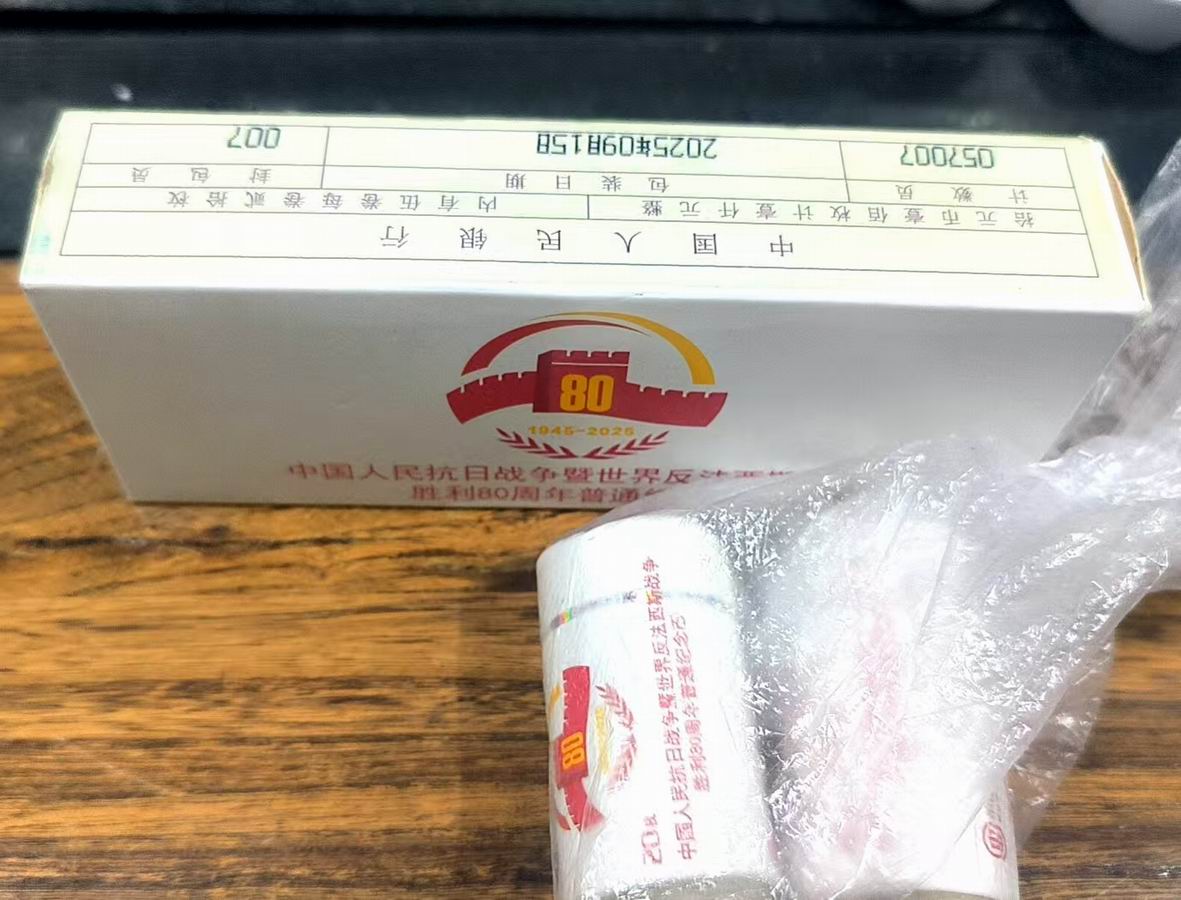 中国人民银行
拾元币壹佰枚计壹仟元整
内有伍卷每卷贰拾枚
计数员
包装日期
封包员
057007
2025年09月15日
007
80
1945-2025
中国人民抗日战争暨世界反法西斯
胜利80周年普通纪
80
20枚
中国人民抗日战争暨世界反法西斯战争
胜利80周年普通纪念币